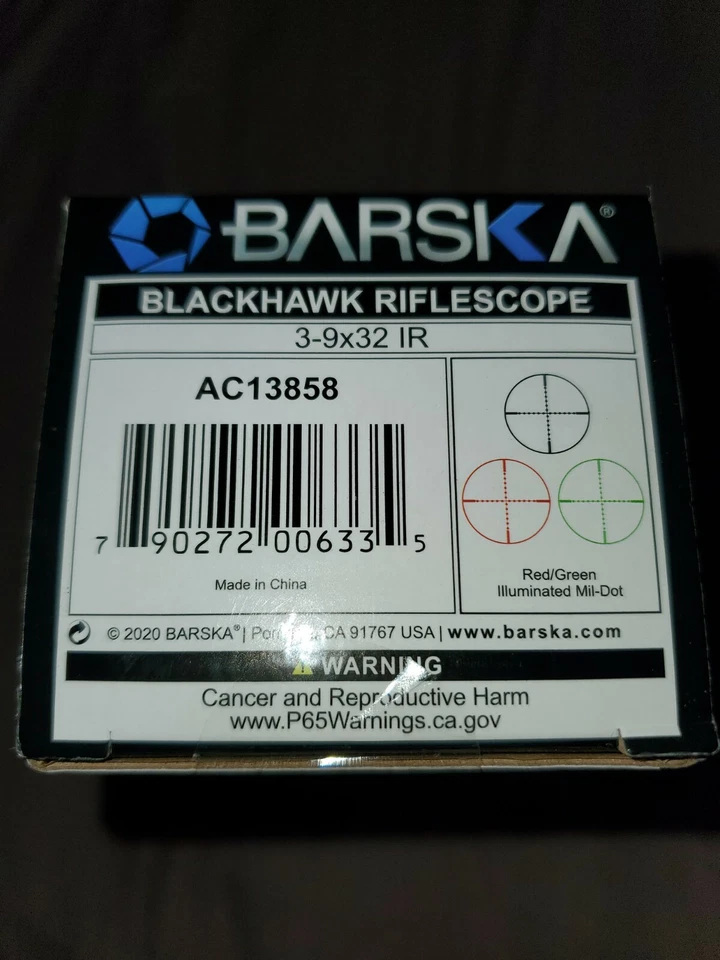 BARSKA®
BLACKHAWK RIFLESCOPE
3-9x32 IR
AC13858
7 90272 00633 5
Made in China
Red/Green
Illuminated Mil-Dot
© 2020 BARSKA® | CA 91767 USA | www.barska.com
WARNING
Cancer and Reproductive Harm
www.P65Warnings.ca.gov